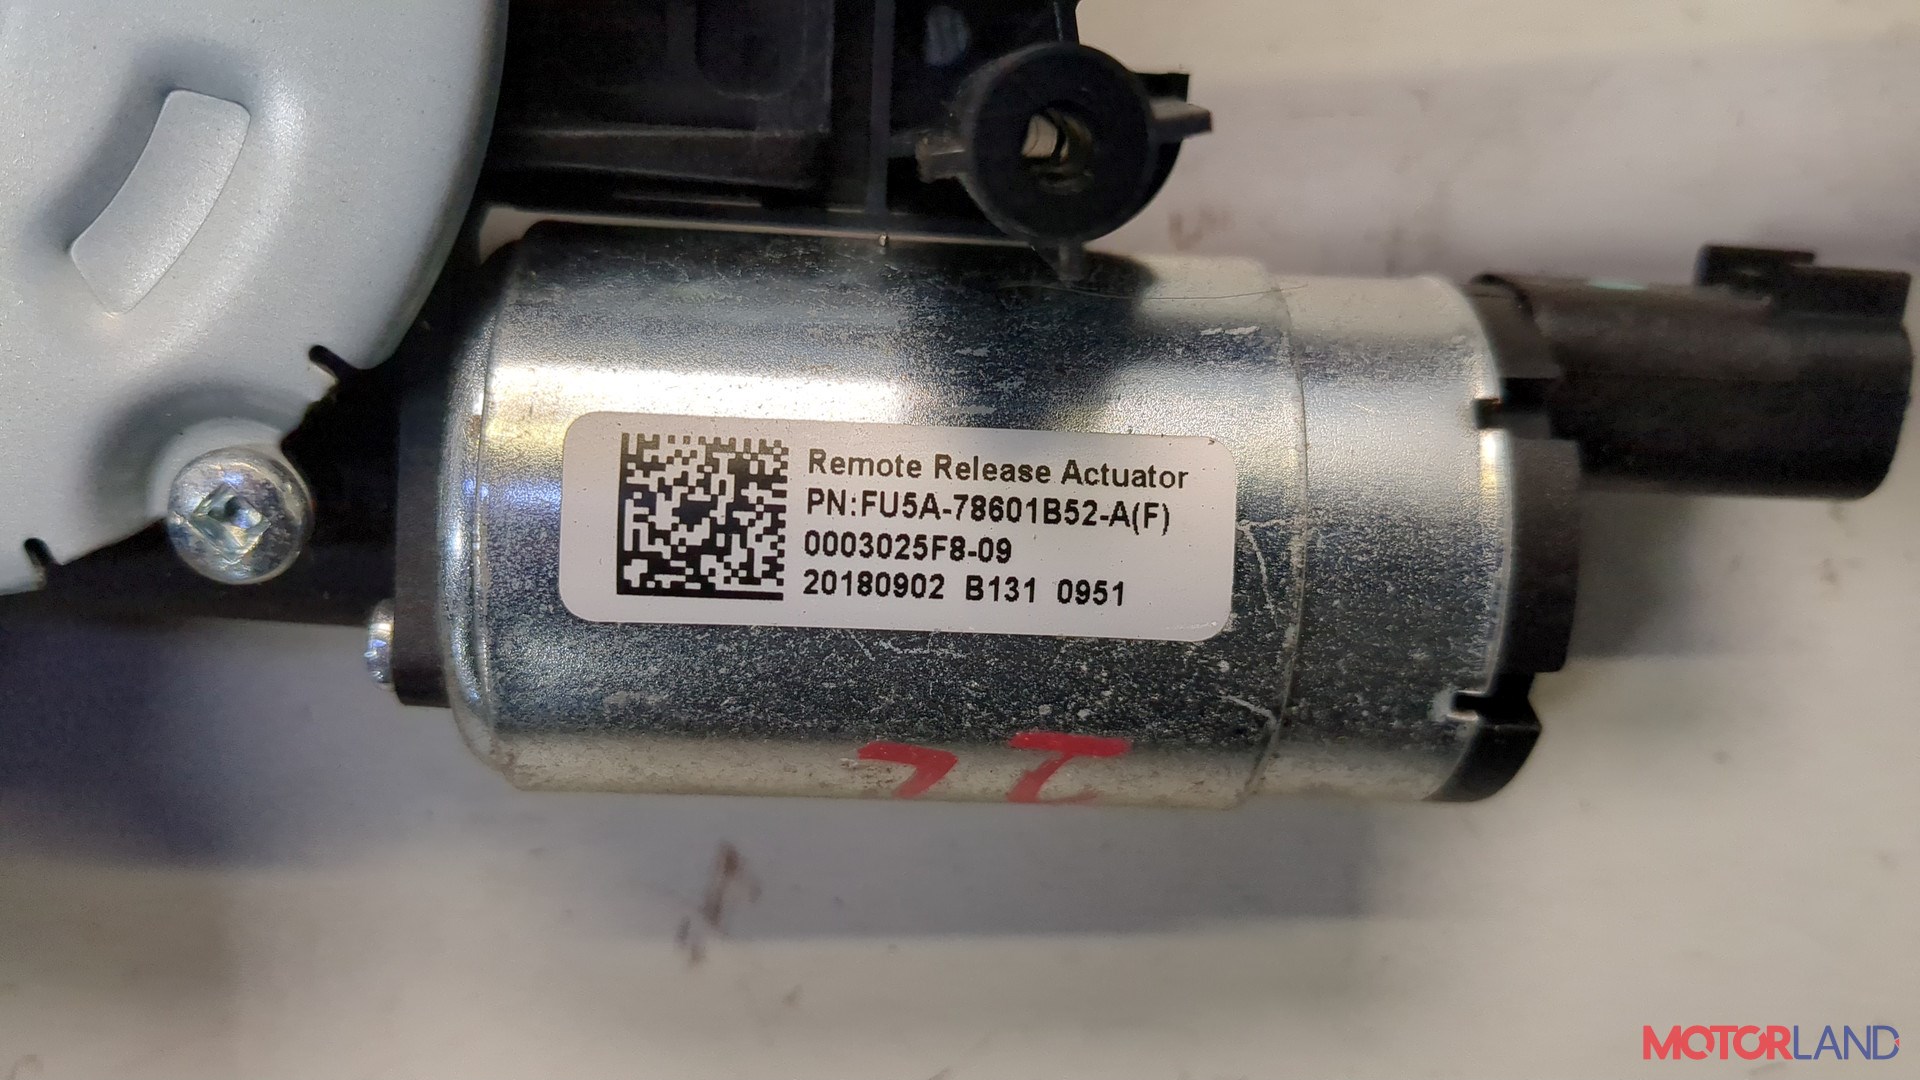 Remote Release Actuator
PN:FU5A-78601B52-A(F)
0003025F8-09
20180902 B131 0951
MOTORLAND